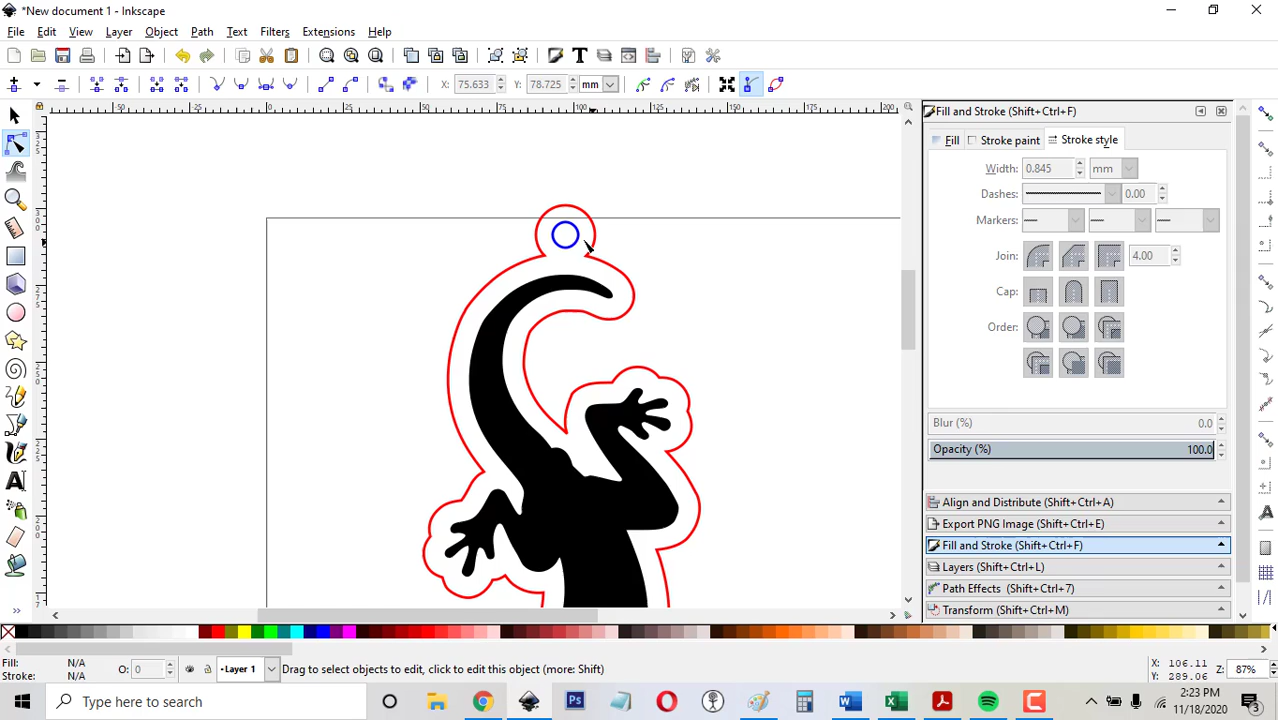 *New document 1 - Inkscape
File Edit View Layer Object Path Text Filters Extensions Help
X: 75.633 Y: 78.725 mm
Fill and Stroke (Shift+Ctrl+F)
Fill Stroke paint Stroke style
Width: 0.845 mm
Dashes: 0.00
Markers:
Join: 4.00
Cap:
Order:
Blur (%) 0.0
Opacity (%) 100.0
Align and Distribute (Shift+Ctrl+A)
Export PNG Image (Shift+Ctrl+E)
Fill and Stroke (Shift+Ctrl+F)
Layers (Shift+Ctrl+L)
Path Effects (Shift+Ctrl+7)
Transform (Shift+Ctrl+M)
Fill: N/A
Stroke: N/A
O: 0
Layer 1
Drag to select objects to edit, click to edit this object (more: Shift)
X: 106.11
Y: 289.06
Z: 87%
Type here to search
2:23 PM
11/18/2020
3